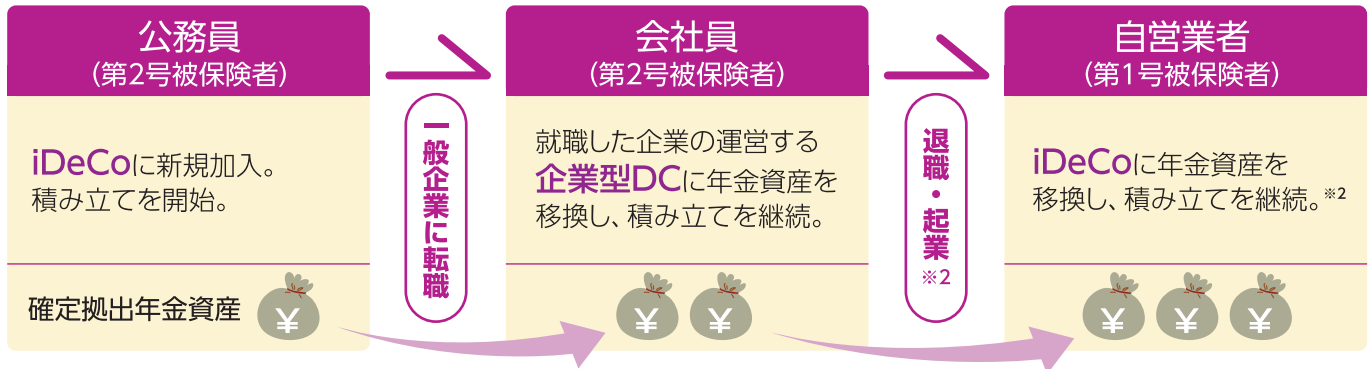 公務員
(第2号被保険者)
iDeCoに新規加入。
積み立てを開始。
確定拠出年金資産
¥
一般企業に転職
会社員
(第2号被保険者)
就職した企業の運営する
企業型DCに年金資産を
移換し、積み立てを継続。
¥ ¥
退職・起業
※2
自営業者
(第1号被保険者)
iDeCoに年金資産を
移換し、積み立てを継続。※2
¥ ¥ ¥